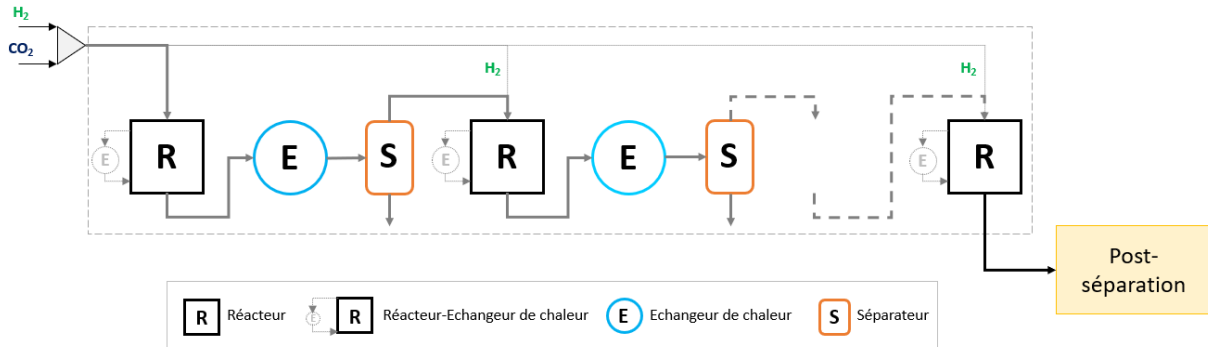 H₂
CO₂
H₂
H₂
E
R
E
S
E
R
E
S
E
R
Post-
séparation
R
Réacteur
E
R
Réacteur-Echangeur de chaleur
E
Echangeur de chaleur
S
Séparateur